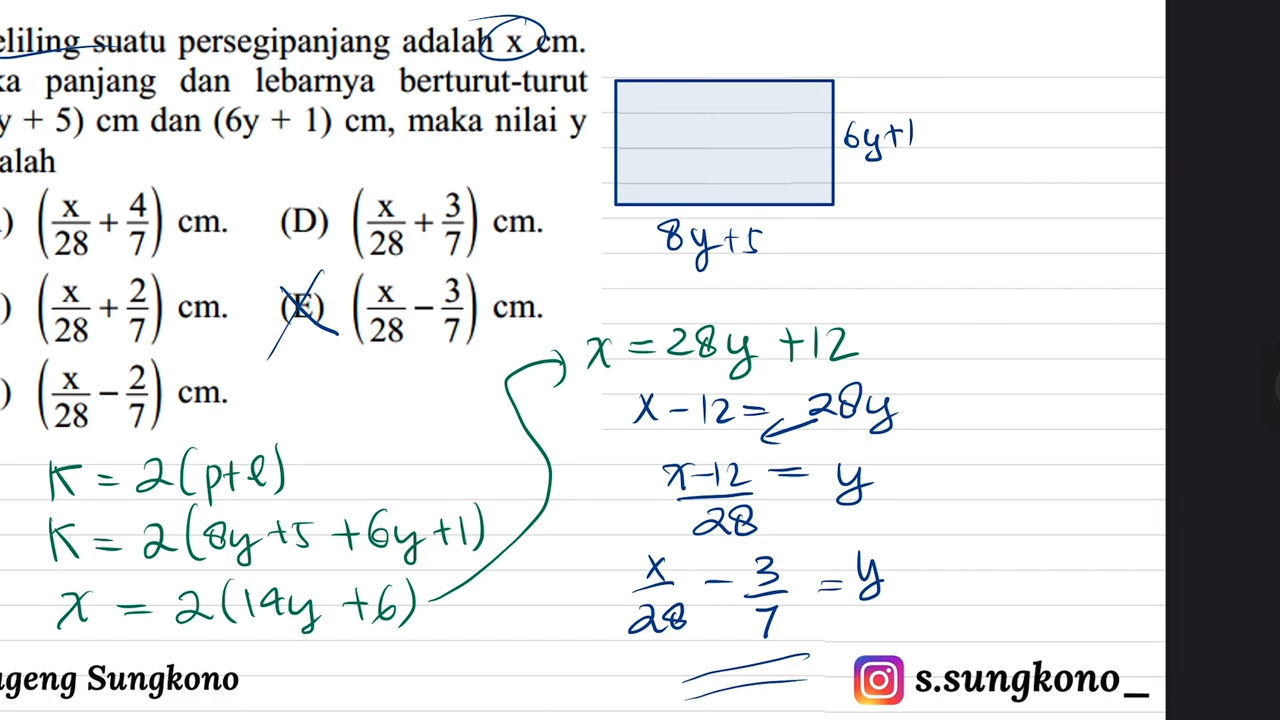 eliling suatu persegipanjang adalah x cm.
ka panjang dan lebarnya berturut-turut
y + 5) cm dan (6y + 1) cm, maka nilai y
alah
) (x/28 + 4/7) cm. (D) (x/28 + 3/7) cm.
) (x/28 + 2/7) cm. (E) (x/28 − 3/7) cm.
) (x/28 − 2/7) cm.
6y+1
8y+5
K = 2(p+l)
K = 2(8y+5 +6y+1)
x = 2(14y +6)
x = 28y +12
x − 12 = 28y
x−12/28 = y
x/28 − 3/7 = y
ugeng Sungkono
s.sungkono_